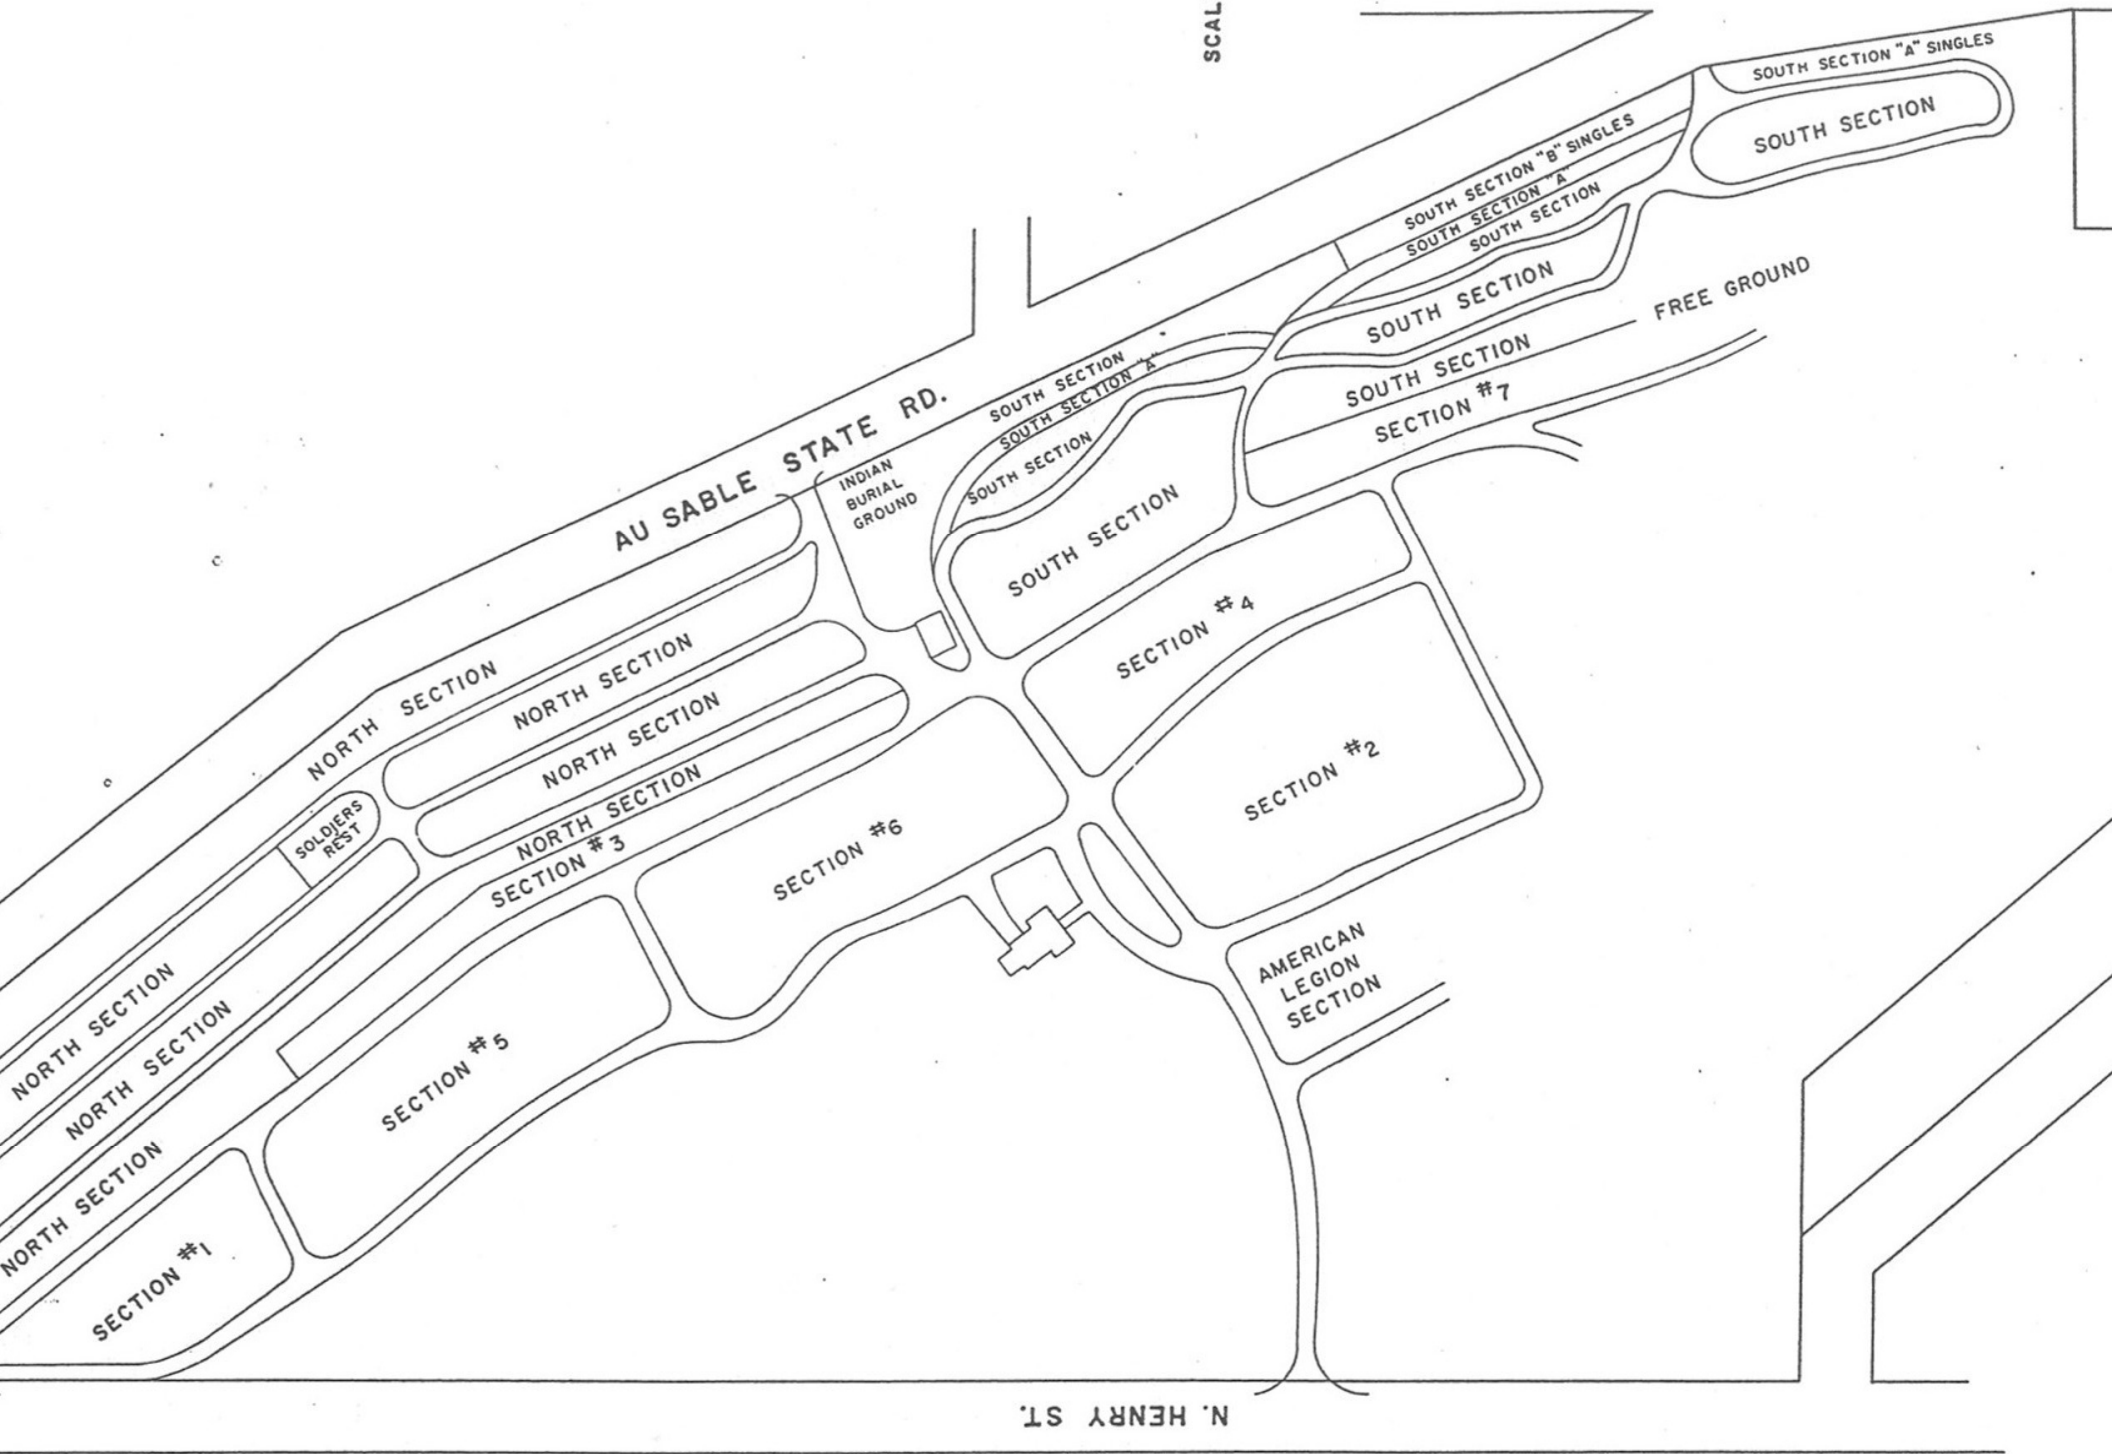 SCAL
SOUTH SECTION "A" SINGLES
SOUTH SECTION
SOUTH SECTION "B" SINGLES
SOUTH SECTION "A"
SOUTH SECTION
SOUTH SECTION
FREE GROUND
SOUTH SECTION
SECTION #7
SOUTH SECTION
SOUTH SECTION "A"
SOUTH SECTION
SOUTH SECTION
AU SABLE STATE RD.
INDIAN
BURIAL
GROUND
SECTION #4
SECTION #2
NORTH SECTION
NORTH SECTION
NORTH SECTION
NORTH SECTION
SECTION #3
SOLDIERS
REST
SECTION #6
AMERICAN
LEGION
SECTION
NORTH SECTION
NORTH SECTION
NORTH SECTION
SECTION #5
SECTION #1
N. HENRY ST.